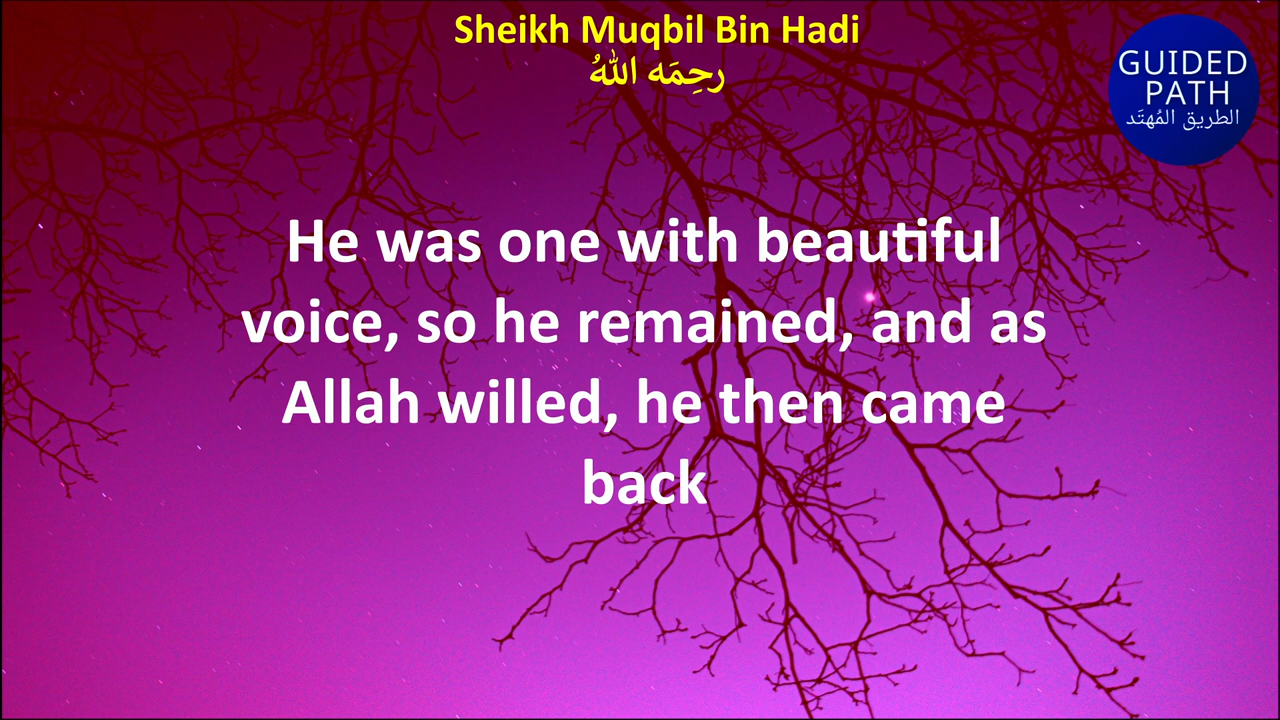 Sheikh Muqbil Bin Hadi
رحِمَه اللهُ
GUIDED
PATH
الطريق المُهتَد
He was one with beautiful
voice, so he remained, and as
Allah willed, he then came
back